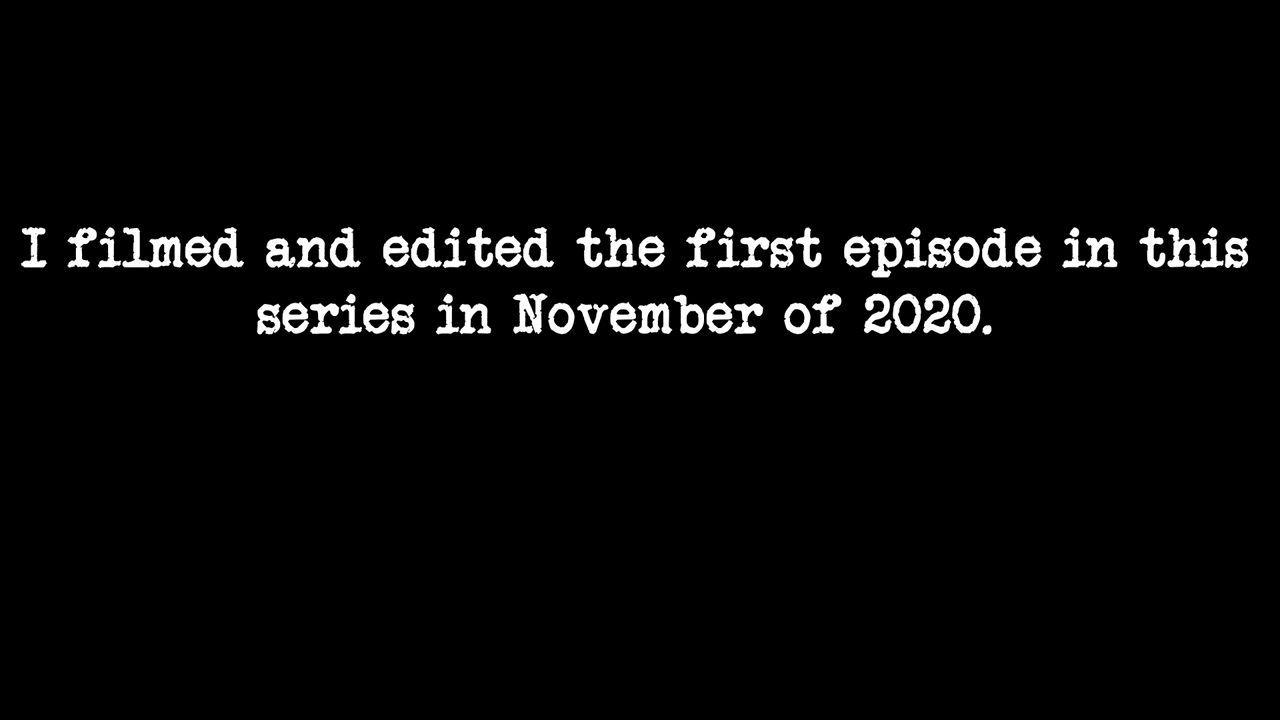 I filmed and edited the first episode in this
series in November of 2020.